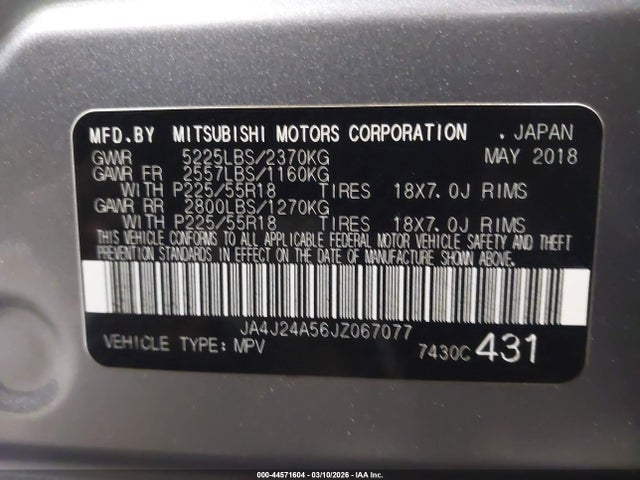 MFD.BY MITSUBISHI MOTORS CORPORATION . JAPAN
GWR 5225LBS/2370KG MAY 2018
GAWR FR 2557LBS/1160KG
WITH P225/55R18 TIRES 18X7.0J RIMS
GAWR RR 2800LBS/1270KG
WITH P225/55R18 TIRES 18X7.0J RIMS
THIS VEHICLE CONFORMS TO ALL APPLICABLE FEDERAL MOTOR VEHICLE SAFETY AND THEFT
PREVENTION STANDARDS IN EFFECT ON THE DATE OF MANUFACTURE SHOWN ABOVE.
JA4J24A56JZ067077
VEHICLE TYPE: MPV 7430C 431
000-44571604 - 03/10/2026 - IAA Inc.